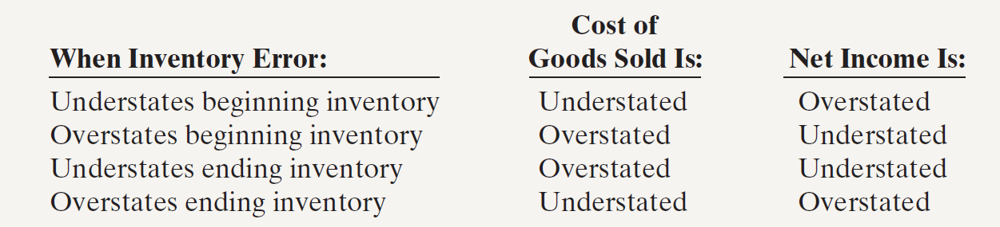 Cost of
When Inventory Error: Goods Sold Is: Net Income Is:
Understates beginning inventory Understated Overstated
Overstates beginning inventory Overstated Understated
Understates ending inventory Overstated Understated
Overstates ending inventory Understated Overstated